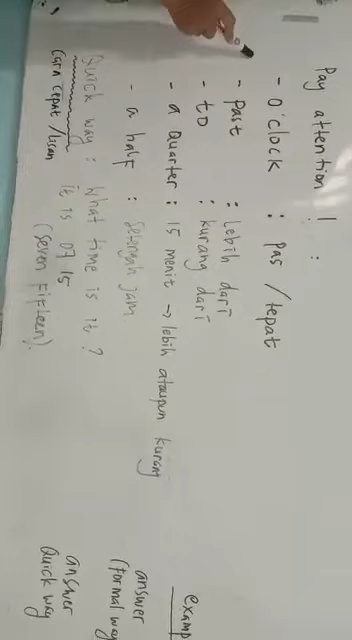 Pay attention ! :
- O'clock : pas / tepat
- Past : lebih dari
- to : kurang dari
- a Quarter : 15 menit → lebih ataupun kurang
- a half : setengah jam
Quick way : What time is it ?
Cara cepat / lisan it is 07 15
(seven fifteen).
examp
answer
(formal way
answer
Quick way